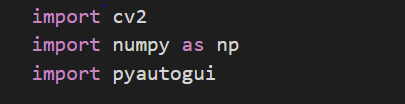 import cv2
import numpy as np
import pyautogui